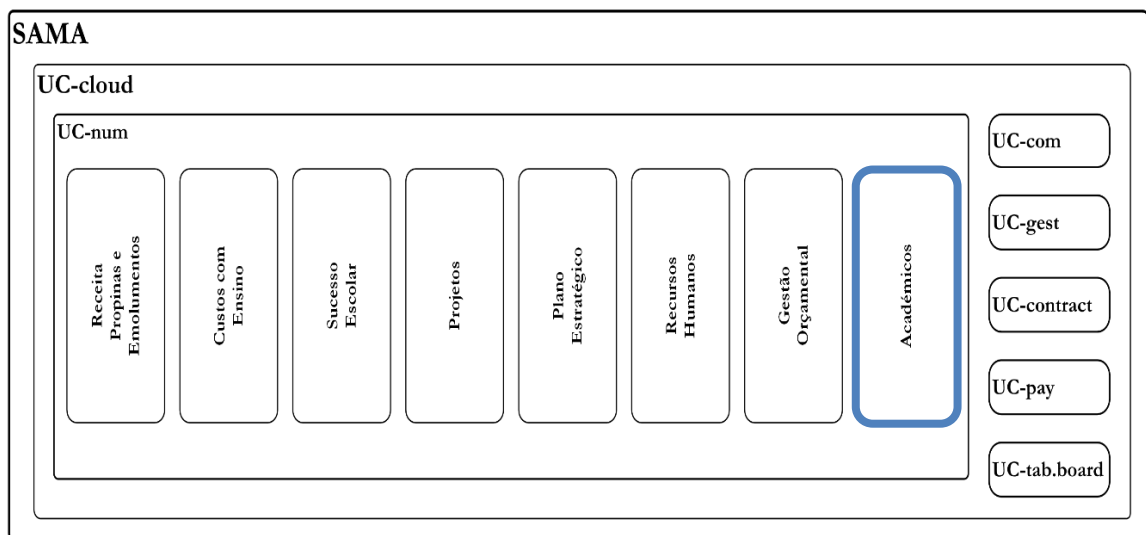 SAMA
UC-cloud
UC-num
Receita
Propinas e
Emolumentos
Custos com
Ensino
Sucesso
Escolar
Projetos
Plano
Estratégico
Recursos
Humanos
Gestão
Orçamental
Académicos
UC-com
UC-gest
UC-contract
UC-pay
UC-tab.board